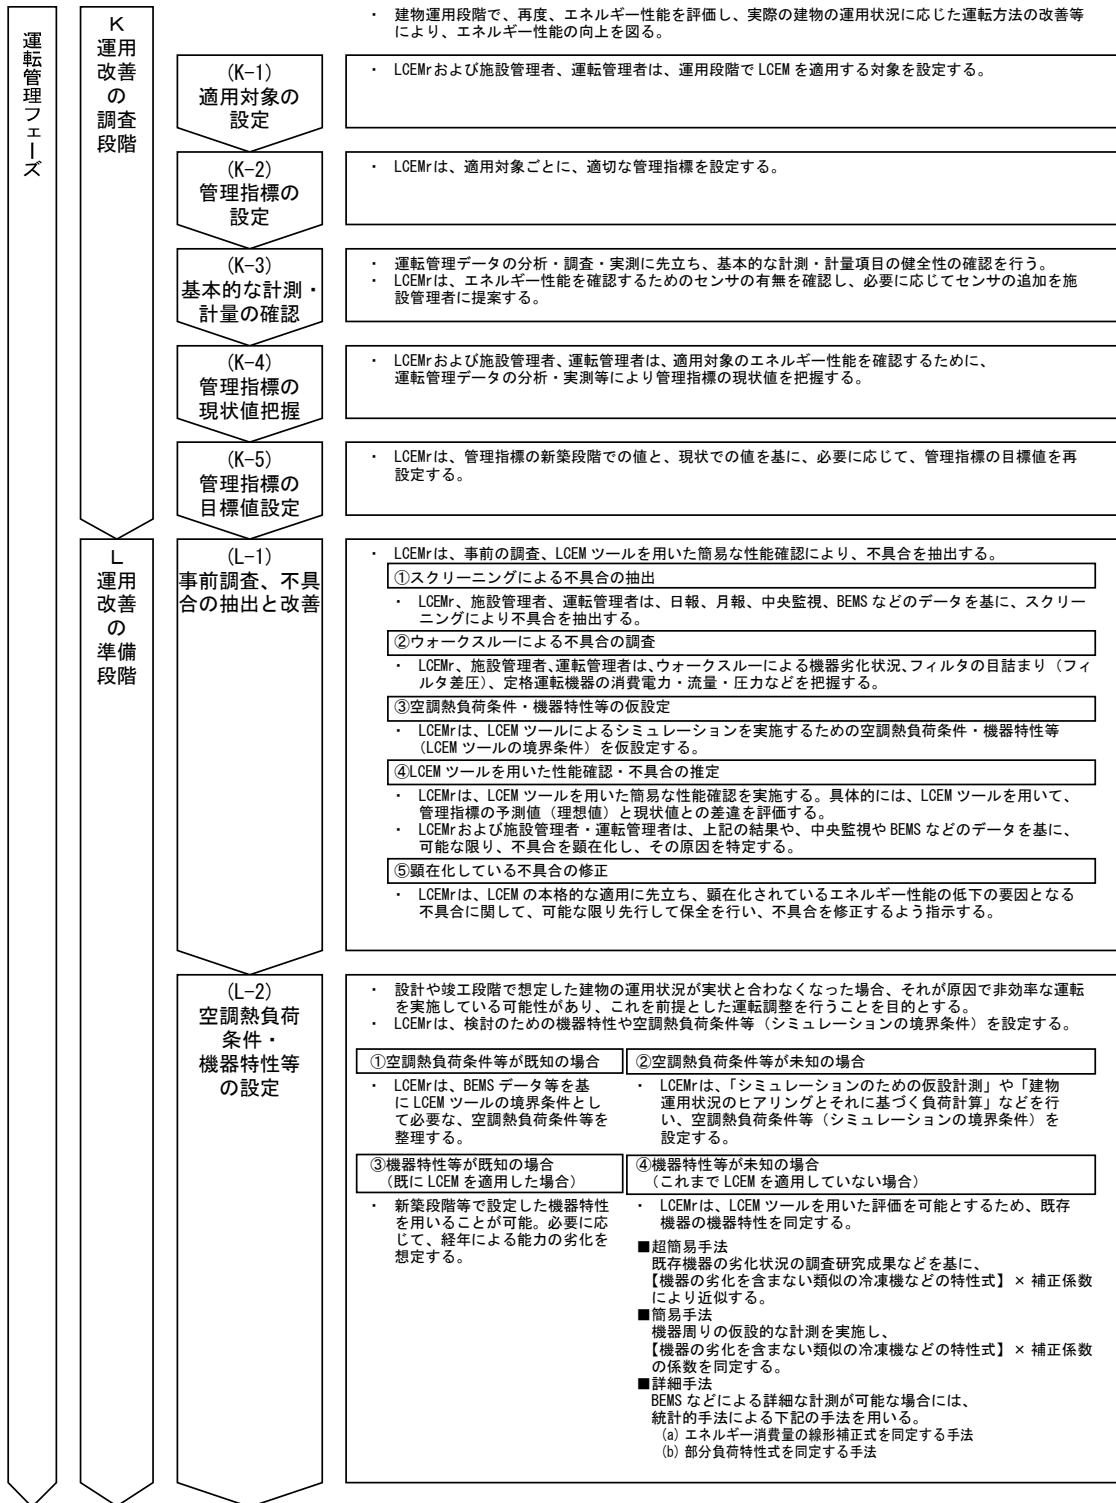 運転管理フェーズ
K
運用
改善
の
調査
段階
・ 建物運用段階で、再度、エネルギー性能を評価し、実際の建物の運用状況に応じた運転方法の改善等
により、エネルギー性能の向上を図る。
(K-1)
適用対象の
設定
・ LCEMrおよび施設管理者、運転管理者は、運用段階で LCEM を適用する対象を設定する。
(K-2)
管理指標の
設定
・ LCEMrは、適用対象ごとに、適切な管理指標を設定する。
(K-3)
基本的な計測・
計量の確認
・ 運転管理データの分析・調査・実測に先立ち、基本的な計測・計量項目の健全性の確認を行う。
・ LCEMrは、エネルギー性能を確認するためのセンサの有無を確認し、必要に応じてセンサの追加を施
設管理者に提案する。
(K-4)
管理指標の
現状値把握
・ LCEMrおよび施設管理者、運転管理者は、適用対象のエネルギー性能を確認するために、
運転管理データの分析・実測等により管理指標の現状値を把握する。
(K-5)
管理指標の
目標値設定
・ LCEMrは、管理指標の新築段階での値と、現状での値を基に、必要に応じて、管理指標の目標値を再
設定する。
L
運用
改善
の
準備
段階
(L-1)
事前調査、不具
合の抽出と改善
・ LCEMrは、事前の調査、LCEM ツールを用いた簡易な性能確認により、不具合を抽出する。
①スクリーニングによる不具合の抽出
・ LCEMr、施設管理者、運転管理者は、日報、月報、中央監視、BEMS などのデータを基に、スクリー
ニングにより不具合を抽出する。
②ウォークスルーによる不具合の調査
・ LCEMr、施設管理者、運転管理者は、ウォークスルーによる機器劣化状況、フィルタの目詰まり（フィ
ルタ差圧）、定格運転機器の消費電力・流量・圧力などを把握する。
③空調熱負荷条件・機器特性等の仮設定
・ LCEMrは、LCEM ツールによるシミュレーションを実施するための空調熱負荷条件・機器特性等
（LCEM ツールの境界条件）を仮設定する。
④LCEM ツールを用いた性能確認・不具合の推定
・ LCEMrは、LCEM ツールを用いた簡易な性能確認を実施する。具体的には、LCEM ツールを用いて、
管理指標の予測値（理想値）と現状値との差違を評価する。
・ LCEMrおよび施設管理者・運転管理者は、上記の結果や、中央監視や BEMS などのデータを基に、
可能な限り、不具合を顕在化し、その原因を特定する。
⑤顕在化している不具合の修正
・ LCEMrは、LCEM の本格的な適用に先立ち、顕在化されているエネルギー性能の低下の要因となる
不具合に関して、可能な限り先行して保全を行い、不具合を修正するよう指示する。
(L-2)
空調熱負荷
条件・
機器特性等
の設定
・ 設計や竣工段階で想定した建物の運用状況が実状と合わなくなった場合、それが原因で非効率な運転
を実施している可能性があり、これを前提とした運転調整を行うことを目的とする。
・ LCEMrは、検討のための機器特性や空調熱負荷条件等（シミュレーションの境界条件）を設定する。
①空調熱負荷条件等が既知の場合
・ LCEMrは、BEMS データ等を基
に LCEM ツールの境界条件とし
て必要な、空調熱負荷条件等を
整理する。
②空調熱負荷条件等が未知の場合
・ LCEMrは、「シミュレーションのための仮設計測」や「建物
運用状況のヒアリングとそれに基づく負荷計算」などを行
い、空調熱負荷条件等（シミュレーションの境界条件）を
設定する。
③機器特性等が既知の場合
（既に LCEM を適用した場合）
・ 新築段階等で設定した機器特性
を用いることが可能。必要に応
じて、経年による能力の劣化を
想定する。
④機器特性等が未知の場合
（これまで LCEM を適用していない場合）
・ LCEMrは、LCEM ツールを用いた評価を可能とするため、既存
機器の機器特性を同定する。
■超簡易手法
既存機器の劣化状況の調査研究成果などを基に、
【機器の劣化を含まない類似の冷凍機などの特性式】× 補正係数
により近似する。
■簡易手法
機器周りの仮設的な計測を実施し、
【機器の劣化を含まない類似の冷凍機などの特性式】× 補正係数
の係数を同定する。
■詳細手法
BEMS などによる詳細な計測が可能な場合には、
統計的手法による下記の手法を用いる。
(a) エネルギー消費量の線形補正式を同定する手法
(b) 部分負荷特性式を同定する手法